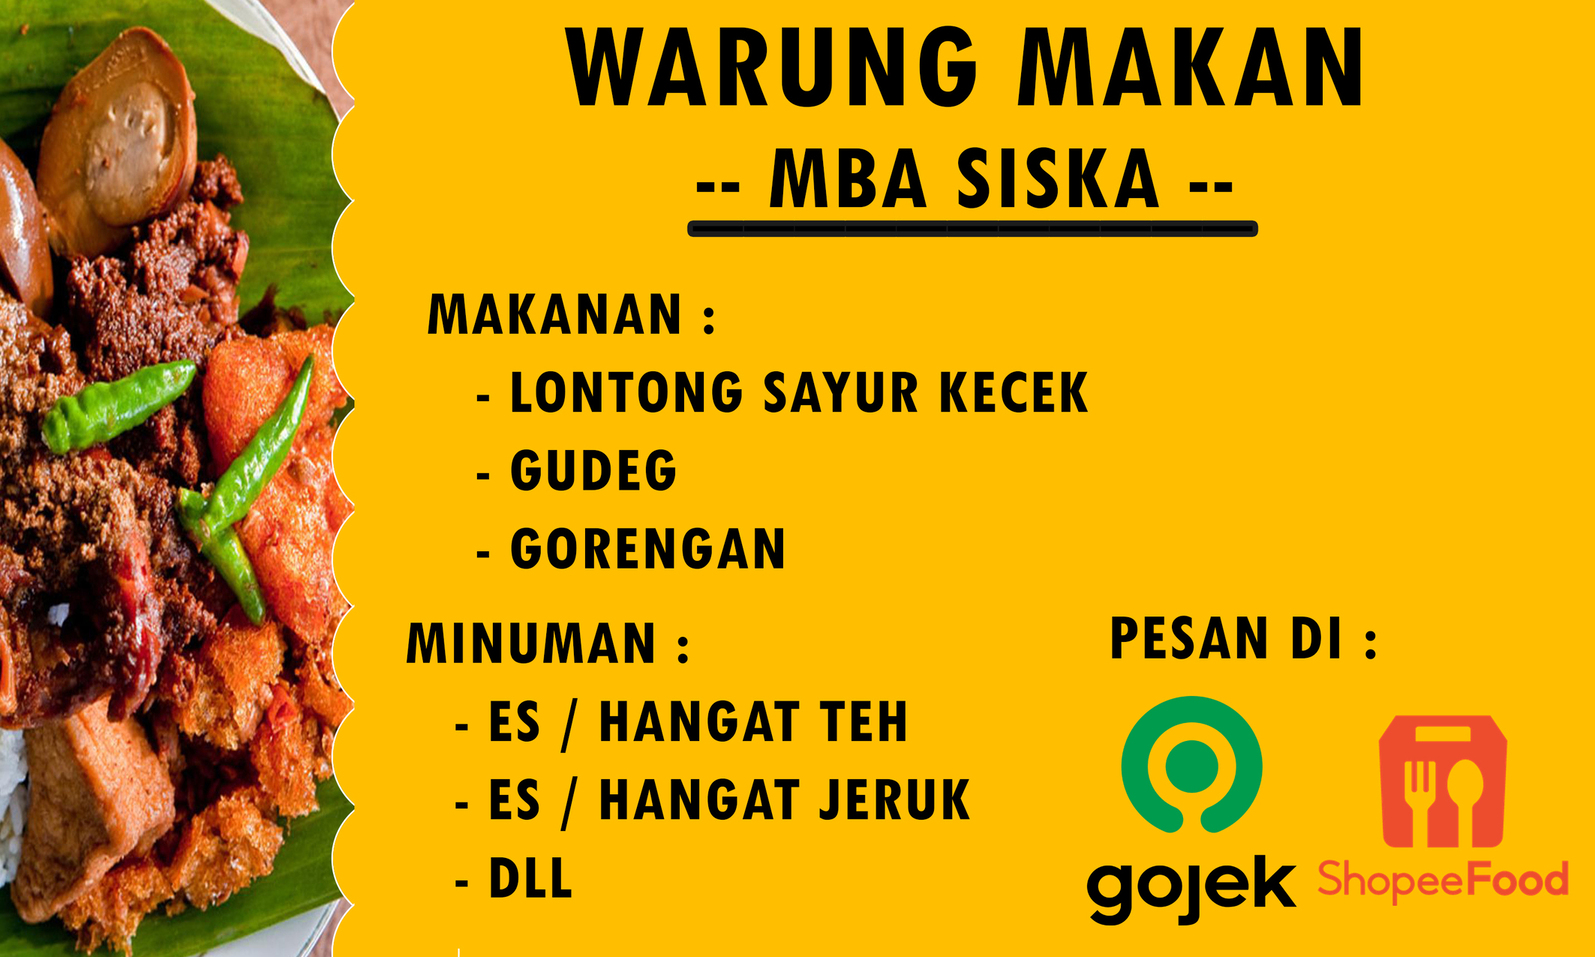 WARUNG MAKAN
-- MBA SISKA --
MAKANAN :
- LONTONG SAYUR KECEK
- GUDEG
- GORENGAN
MINUMAN :
- ES / HANGAT TEH
- ES / HANGAT JERUK
- DLL
PESAN DI :
gojek
ShopeeFood